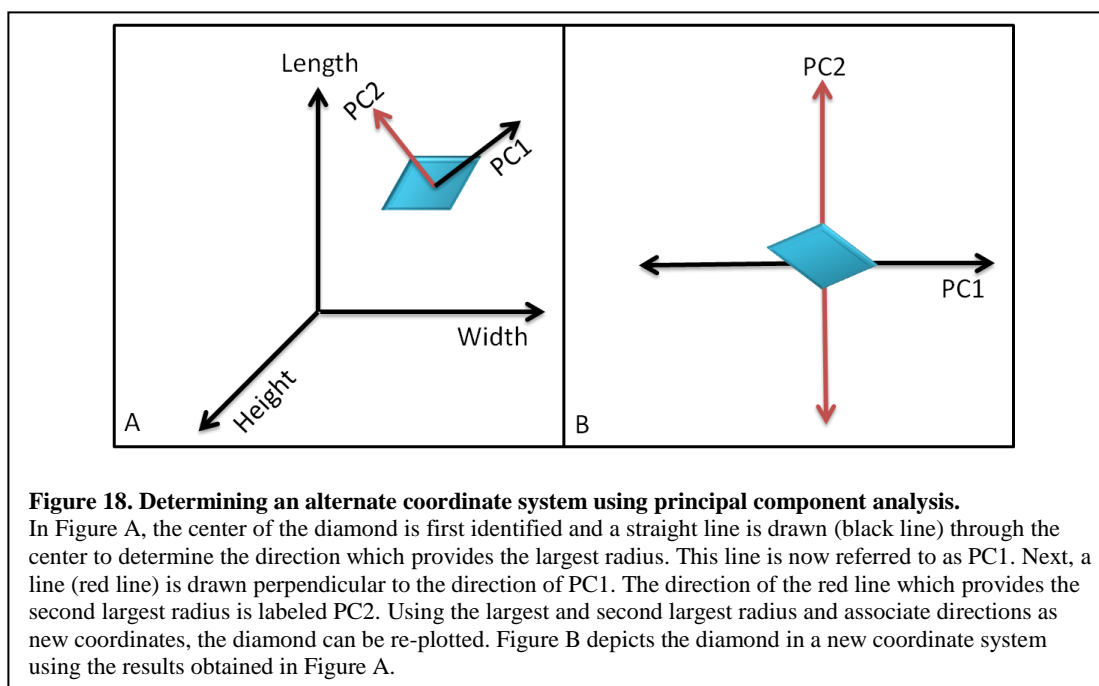 Length
PC2
PC1
Width
Height
A
PC2
PC1
B
Figure 18. Determining an alternate coordinate system using principal component analysis.
In Figure A, the center of the diamond is first identified and a straight line is drawn (black line) through the
center to determine the direction which provides the largest radius. This line is now referred to as PC1. Next, a
line (red line) is drawn perpendicular to the direction of PC1. The direction of the red line which provides the
second largest radius is labeled PC2. Using the largest and second largest radius and associate directions as
new coordinates, the diamond can be re-plotted. Figure B depicts the diamond in a new coordinate system
using the results obtained in Figure A.